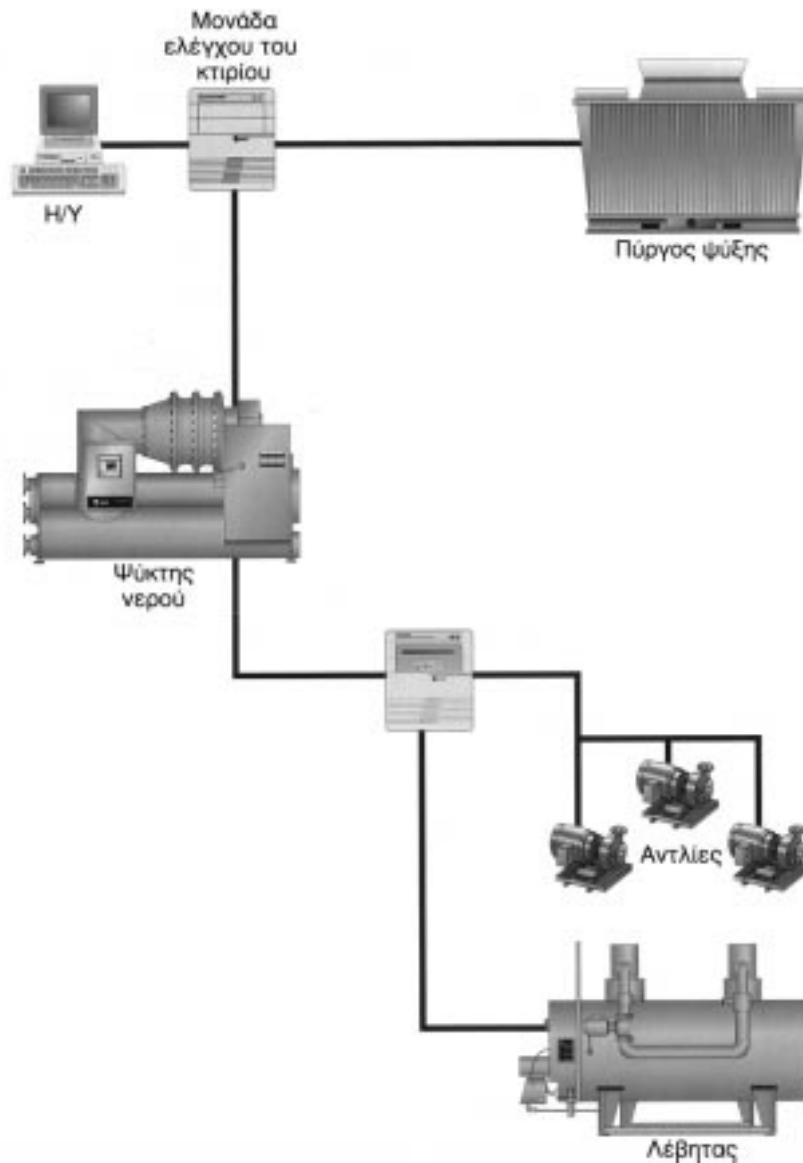 Μονάδα
ελέγχου του
κτιρίου
Η/Υ
Πύργος ψύξης
Ψύκτης
νερού
Αντλίες
Λέβητας